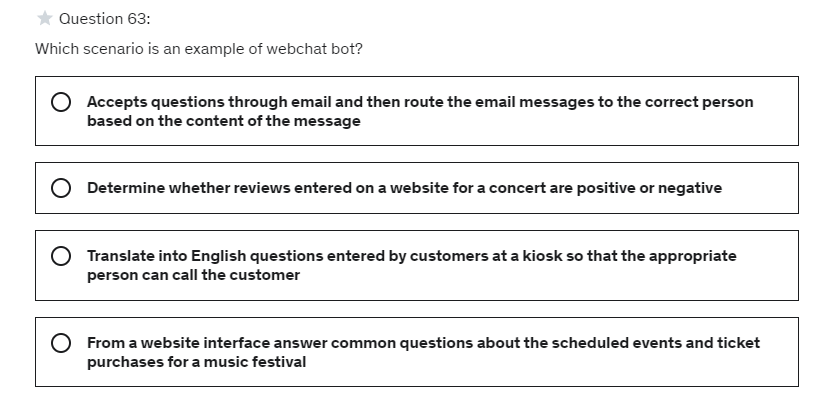 Question 63:
Which scenario is an example of webchat bot?
Accepts questions through email and then route the email messages to the correct person
based on the content of the message
Determine whether reviews entered on a website for a concert are positive or negative
Translate into English questions entered by customers at a kiosk so that the appropriate
person can call the customer
From a website interface answer common questions about the scheduled events and ticket
purchases for a music festival